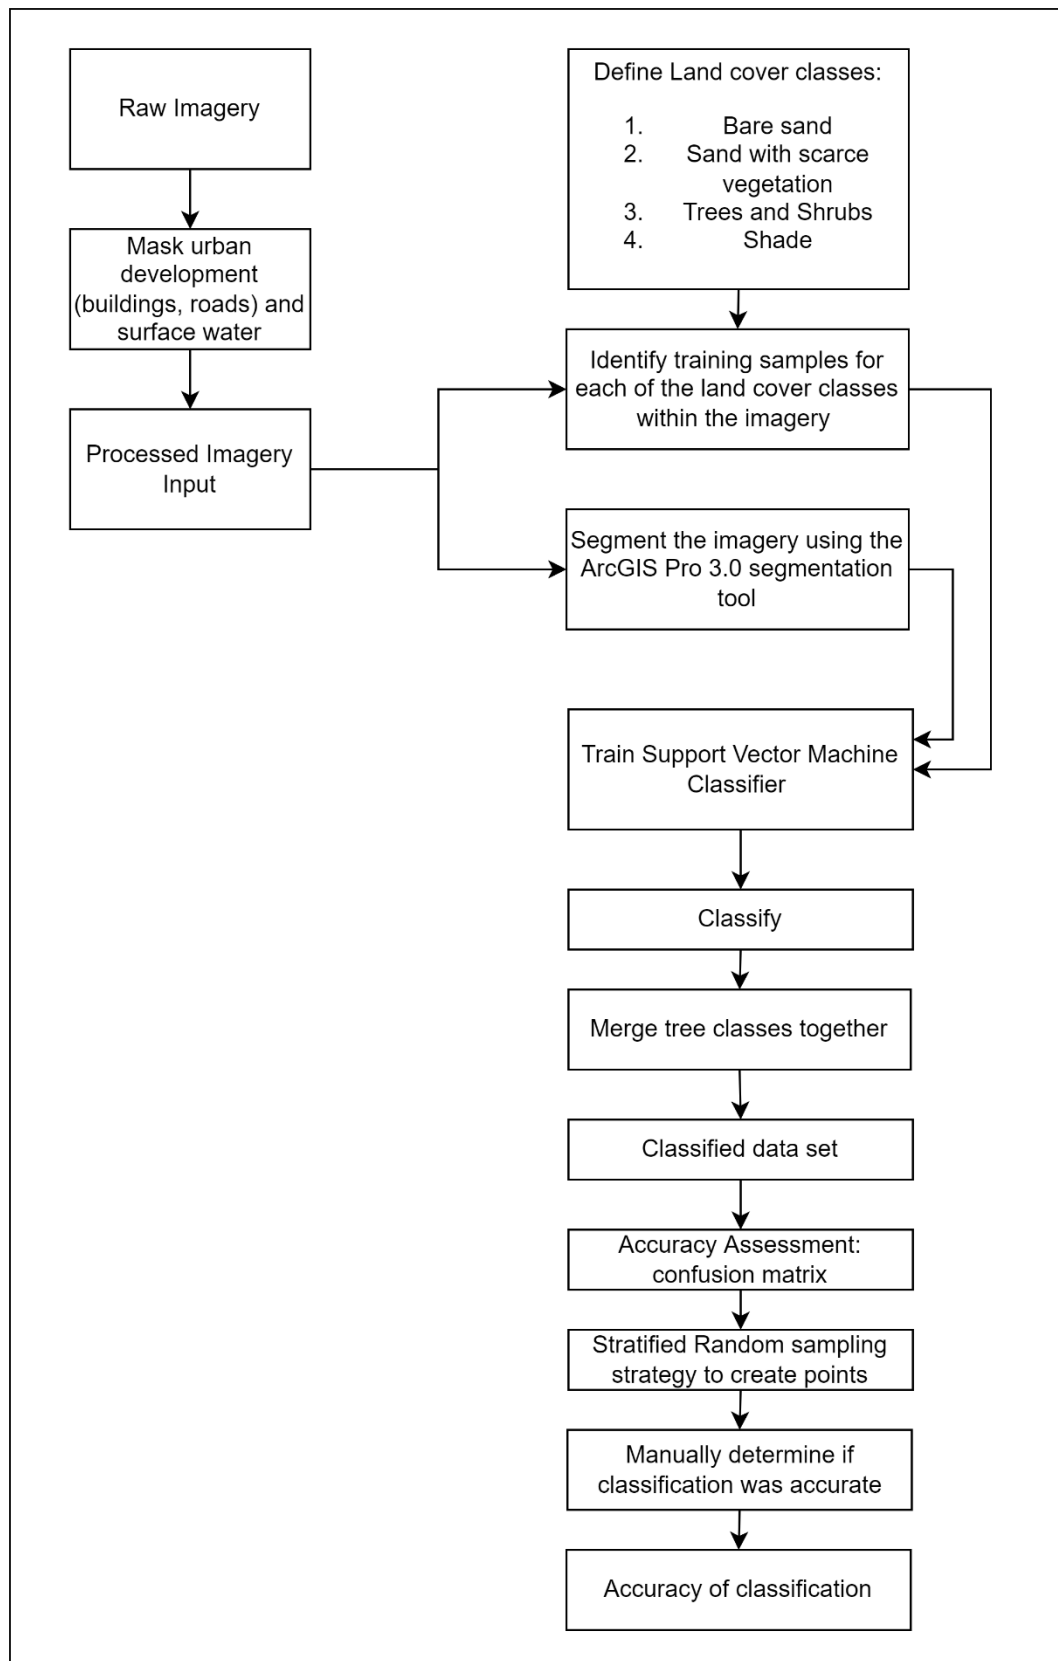 Raw Imagery
Mask urban
development
(buildings, roads) and
surface water
Processed Imagery
Input
Define Land cover classes:
1. Bare sand
2. Sand with scarce
vegetation
3. Trees and Shrubs
4. Shade
Identify training samples for
each of the land cover classes
within the imagery
Segment the imagery using the
ArcGIS Pro 3.0 segmentation
tool
Train Support Vector Machine
Classifier
Classify
Merge tree classes together
Classified data set
Accuracy Assessment:
confusion matrix
Stratified Random sampling
strategy to create points
Manually determine if
classification was accurate
Accuracy of classification